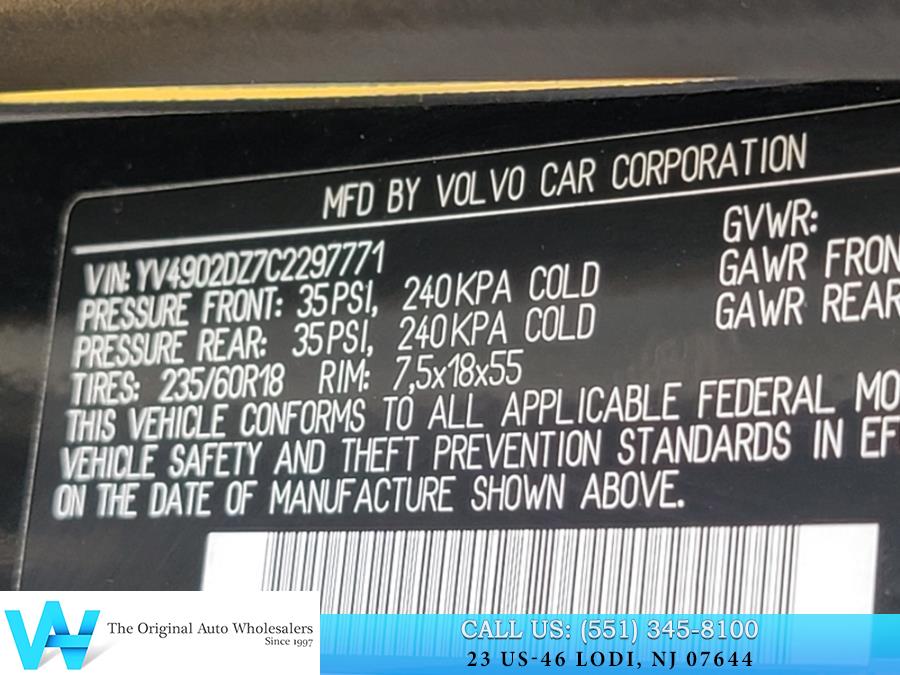 MFD BY VOLVO CAR CORPORATION
VIN: YV4902DZ7C2297771
GVWR:
PRESSURE FRONT: 35PSI, 240KPA COLD
GAWR FRON
PRESSURE REAR: 35PSI, 240KPA COLD
GAWR REAR
TIRES: 235/60R18 RIM: 7,5x18x55
THIS VEHICLE CONFORMS TO ALL APPLICABLE FEDERAL MO
VEHICLE SAFETY AND THEFT PREVENTION STANDARDS IN EF
ON THE DATE OF MANUFACTURE SHOWN ABOVE.
The Original Auto Wholesalers
Since 1997
CALL US: (551) 345-8100
23 US-46 LODI, NJ 07644